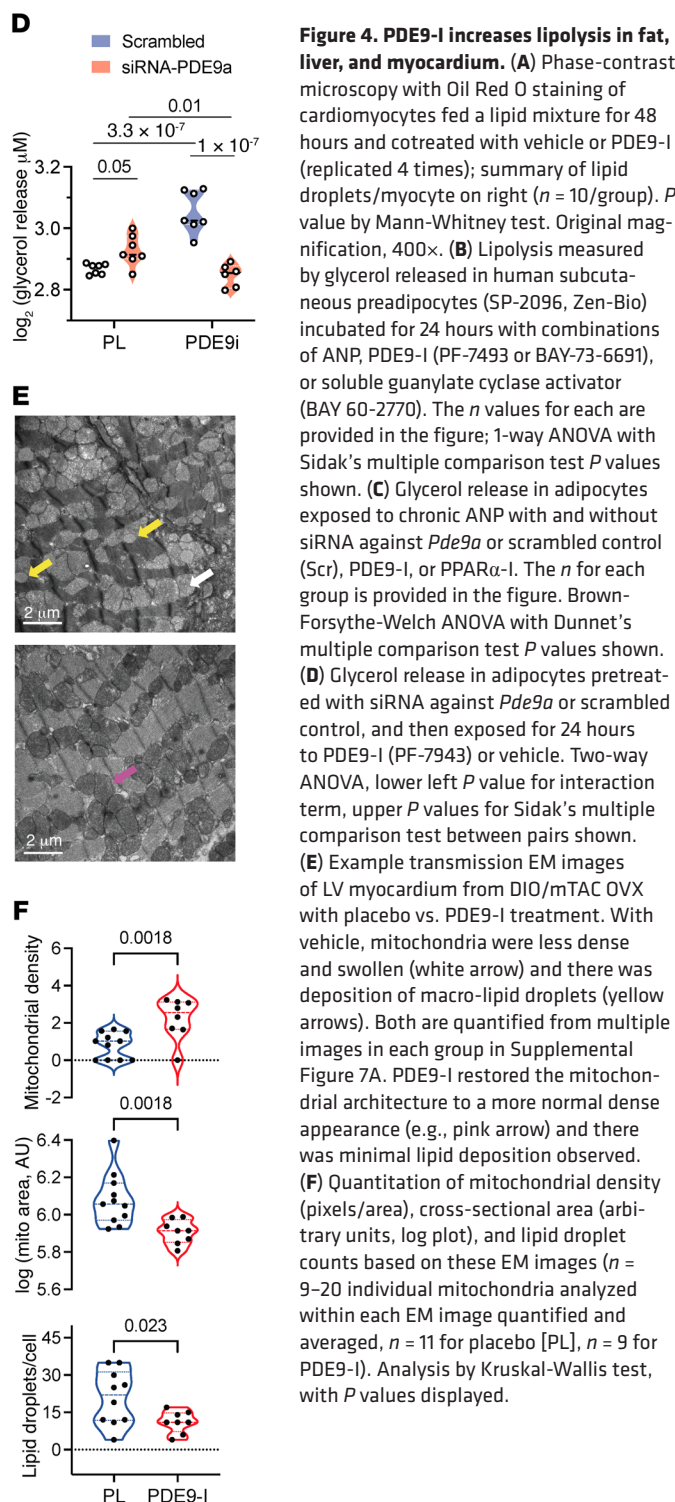 D
Scrambled
siRNA-PDE9a
0.01
3.3 × 10⁻⁷
1 × 10⁻⁷
0.05
3.2
3.0
2.8
log₂ (glycerol release μM)
PL
PDE9i
E
2 μm
2 μm
F
0.0018
6
4
2
0
-2
Mitochondrial density
0.0018
6.4
6.2
6.0
5.8
5.6
log (mito area, AU)
0.023
45
30
15
0
Lipid droplets/cell
PL
PDE9-I
Figure 4. PDE9-I increases lipolysis in fat,
liver, and myocardium. (A) Phase-contrast
microscopy with Oil Red O staining of
cardiomyocytes fed a lipid mixture for 48
hours and cotreated with vehicle or PDE9-I
(replicated 4 times); summary of lipid
droplets/myocyte on right (n = 10/group). P
value by Mann-Whitney test. Original mag-
nification, 400×. (B) Lipolysis measured
by glycerol released in human subcuta-
neous preadipocytes (SP-2096, Zen-Bio)
incubated for 24 hours with combinations
of ANP, PDE9-I (PF-7493 or BAY-73-6691),
or soluble guanylate cyclase activator
(BAY 60-2770). The n values for each are
provided in the figure; 1-way ANOVA with
Sidak's multiple comparison test P values
shown. (C) Glycerol release in adipocytes
exposed to chronic ANP with and without
siRNA against Pde9a or scrambled control
(Scr), PDE9-I, or PPARα-I. The n for each
group is provided in the figure. Brown-
Forsythe-Welch ANOVA with Dunnet's
multiple comparison test P values shown.
(D) Glycerol release in adipocytes pretreat-
ed with siRNA against Pde9a or scrambled
control, and then exposed for 24 hours
to PDE9-I (PF-7943) or vehicle. Two-way
ANOVA, lower left P value for interaction
term, upper P values for Sidak's multiple
comparison test between pairs shown.
(E) Example transmission EM images
of LV myocardium from DIO/mTAC OVX
with placebo vs. PDE9-I treatment. With
vehicle, mitochondria were less dense
and swollen (white arrow) and there was
deposition of macro-lipid droplets (yellow
arrows). Both are quantified from multiple
images in each group in Supplemental
Figure 7A. PDE9-I restored the mitochon-
drial architecture to a more normal dense
appearance (e.g., pink arrow) and there
was minimal lipid deposition observed.
(F) Quantitation of mitochondrial density
(pixels/area), cross-sectional area (arbi-
trary units, log plot), and lipid droplet
counts based on these EM images (n =
9–20 individual mitochondria analyzed
within each EM image quantified and
averaged, n = 11 for placebo [PL], n = 9 for
PDE9-I). Analysis by Kruskal-Wallis test,
with P values displayed.